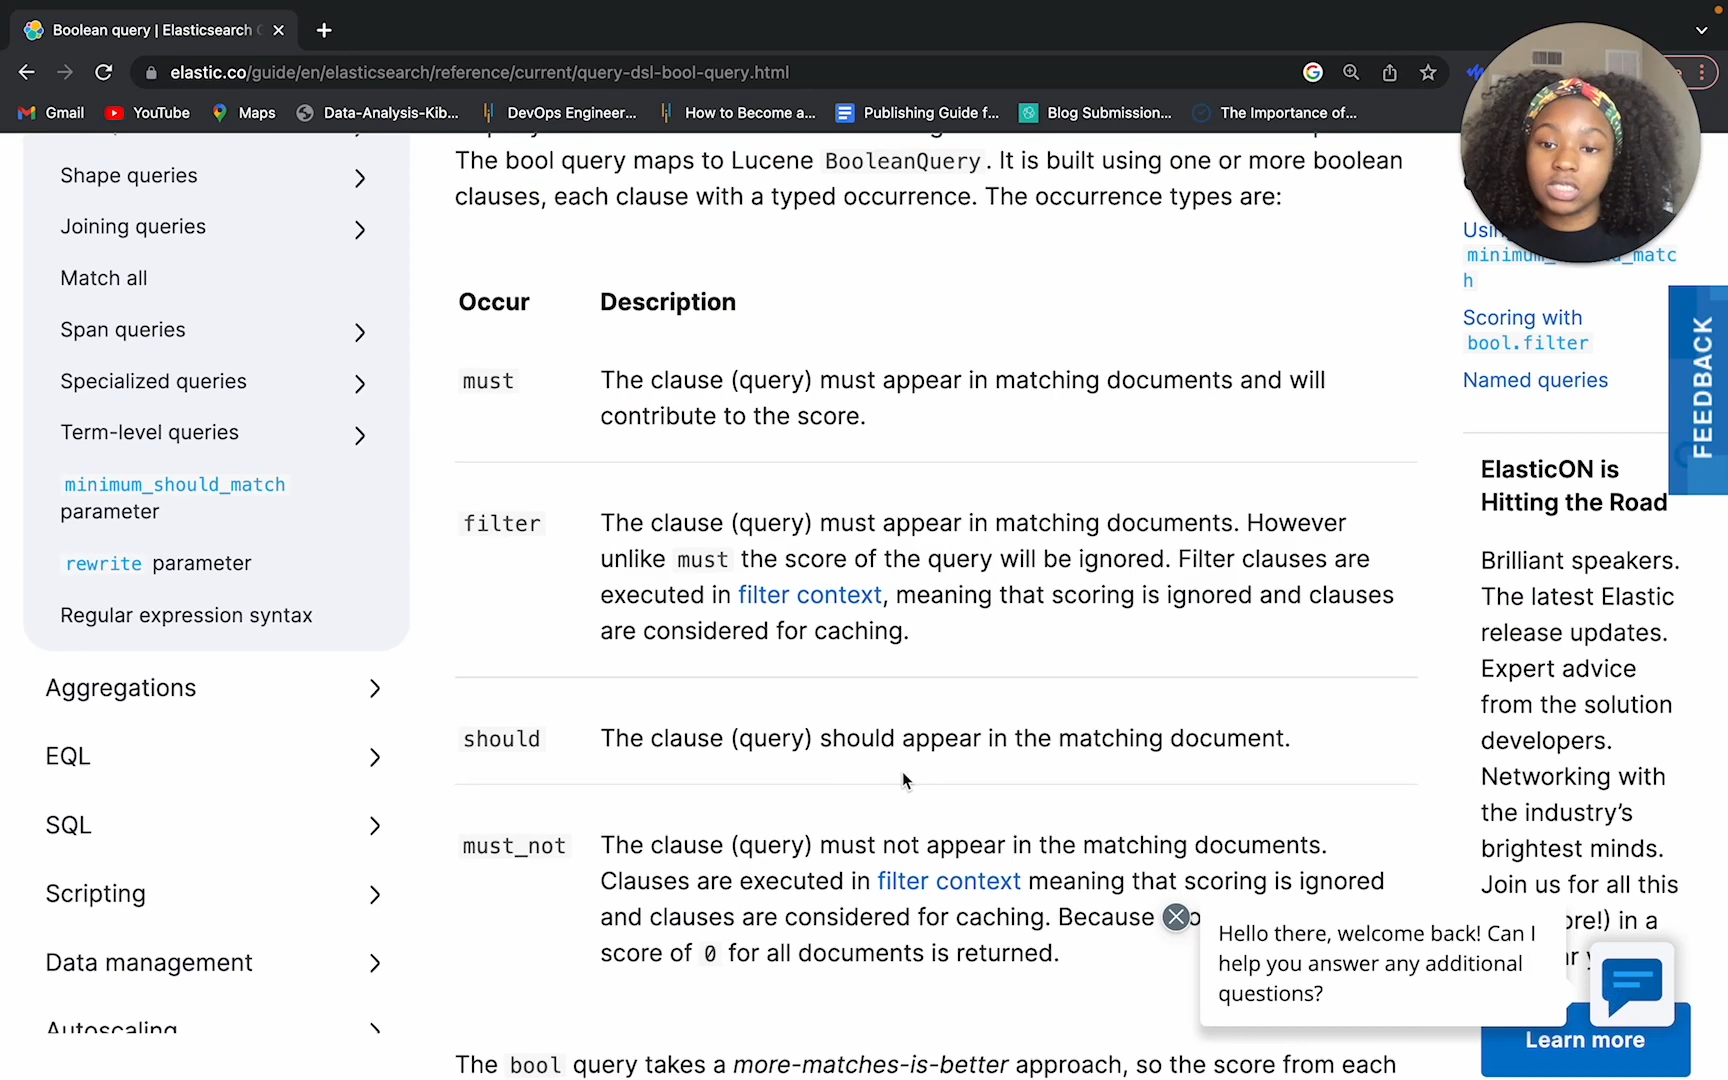 Boolean query | Elasticsearch
elastic.co/guide/en/elasticsearch/reference/current/query-dsl-bool-query.html
Gmail
YouTube
Maps
Data-Analysis-Kib...
DevOps Engineer...
How to Become a...
Publishing Guide f...
Blog Submission...
The Importance of...
Shape queries
Joining queries
Match all
Span queries
Specialized queries
Term-level queries
minimum_should_match
parameter
rewrite parameter
Regular expression syntax
Aggregations
EQL
SQL
Scripting
Data management
Autoscaling
The bool query maps to Lucene BooleanQuery. It is built using one or more boolean
clauses, each clause with a typed occurrence. The occurrence types are:
Occur Description
must The clause (query) must appear in matching documents and will
contribute to the score.
filter The clause (query) must appear in matching documents. However
unlike must the score of the query will be ignored. Filter clauses are
executed in filter context, meaning that scoring is ignored and clauses
are considered for caching.
should The clause (query) should appear in the matching document.
must_not The clause (query) must not appear in the matching documents.
Clauses are executed in filter context meaning that scoring is ignored
and clauses are considered for caching. Because
score of 0 for all documents is returned.
The bool query takes a more-matches-is-better approach, so the score from each
h
Scoring with
bool.filter
Named queries
FEEDBACK
ElasticON is
Hitting the Road
Brilliant speakers.
The latest Elastic
release updates.
Expert advice
from the solution
developers.
Networking with
the industry's
brightest minds.
Join us for all this
in a
Hello there, welcome back! Can I
help you answer any additional
questions?
Learn more